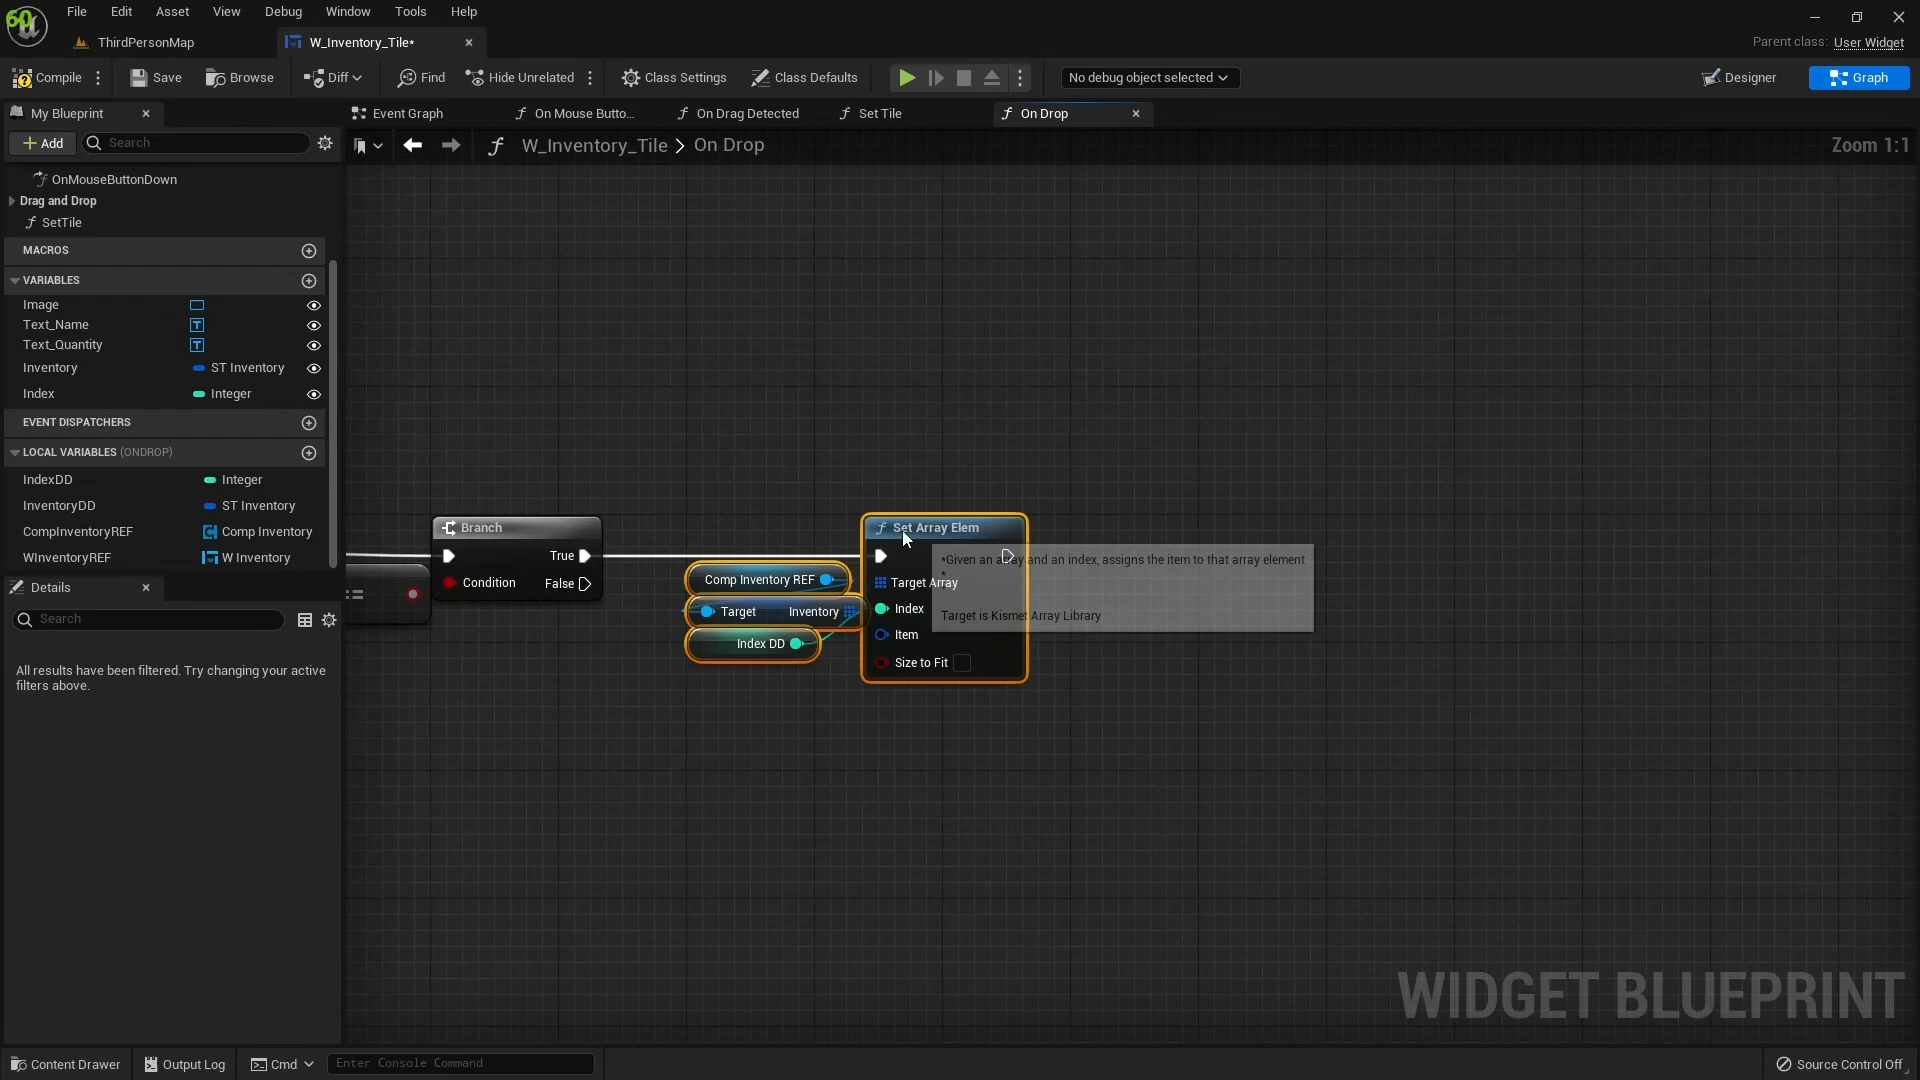 60
File Edit Asset View Debug Window Tools Help
ThirdPersonMap
W_Inventory_Tile*
Parent class: User Widget
Compile
Save
Browse
Diff
Find
Hide Unrelated
Class Settings
Class Defaults
No debug object selected
Designer
Graph
My Blueprint
Event Graph
On Mouse Butto...
On Drag Detected
Set Tile
On Drop
Add
Search
W_Inventory_Tile > On Drop
Zoom 1:1
OnMouseButtonDown
Drag and Drop
SetTile
MACROS
VARIABLES
Image
Text_Name
Text_Quantity
Inventory ST Inventory
Index Integer
EVENT DISPATCHERS
LOCAL VARIABLES (ONDROP)
IndexDD Integer
InventoryDD ST Inventory
CompInventoryREF Comp Inventory
WInventoryREF W Inventory
Details
Search
All results have been filtered. Try changing your active
filters above.
Branch
True
Condition
False
Comp Inventory REF
Target Inventory
Index DD
Set Array Elem
Target Array
Index
Item
Size to Fit
*Given an array and an index, assigns the item to that array element
*
Target is Kismet Array Library
WIDGET BLUEPRINT
Content Drawer
Output Log
Cmd
Enter Console Command
Source Control Off